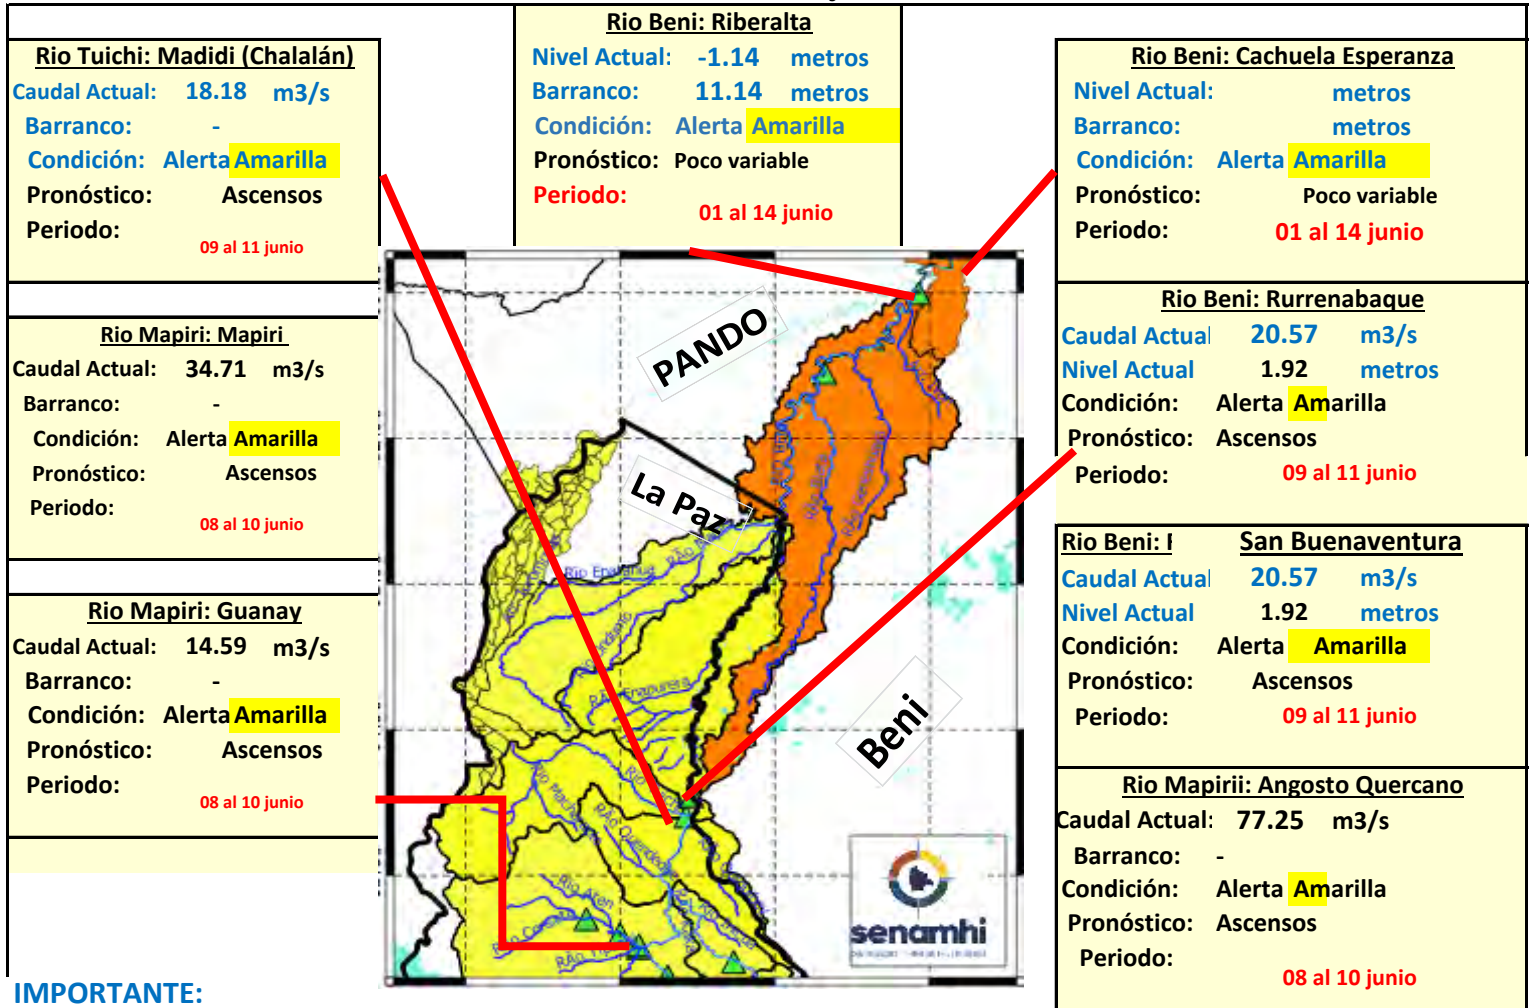 Rio Tuichi: Madidi (Chalalán)
Caudal Actual: 18.18 m3/s
Barranco: -
Condición: Alerta Amarilla
Pronóstico: Ascensos
Periodo:
09 al 11 junio
Rio Mapiri: Mapiri
Caudal Actual: 34.71 m3/s
Barranco: -
Condición: Alerta Amarilla
Pronóstico: Ascensos
Periodo:
08 al 10 junio
Rio Mapiri: Guanay
Caudal Actual: 14.59 m3/s
Barranco: -
Condición: Alerta Amarilla
Pronóstico: Ascensos
Periodo:
08 al 10 junio
Rio Beni: Riberalta
Nivel Actual: -1.14 metros
Barranco: 11.14 metros
Condición: Alerta Amarilla
Pronóstico: Poco variable
Periodo:
01 al 14 junio
PANDO
La Paz
Beni
senamhi
Rio Beni: Cachuela Esperanza
Nivel Actual: metros
Barranco: metros
Condición: Alerta Amarilla
Pronóstico: Poco variable
Periodo: 01 al 14 junio
Rio Beni: Rurrenabaque
Caudal Actual 20.57 m3/s
Nivel Actual 1.92 metros
Condición: Alerta Amarilla
Pronóstico: Ascensos
Periodo: 09 al 11 junio
Rio Beni: San Buenaventura
Caudal Actual 20.57 m3/s
Nivel Actual 1.92 metros
Condición: Alerta Amarilla
Pronóstico: Ascensos
Periodo: 09 al 11 junio
Rio Mapirii: Angosto Quercano
Caudal Actual: 77.25 m3/s
Barranco: -
Condición: Alerta Amarilla
Pronóstico: Ascensos
Periodo:
08 al 10 junio
IMPORTANTE: